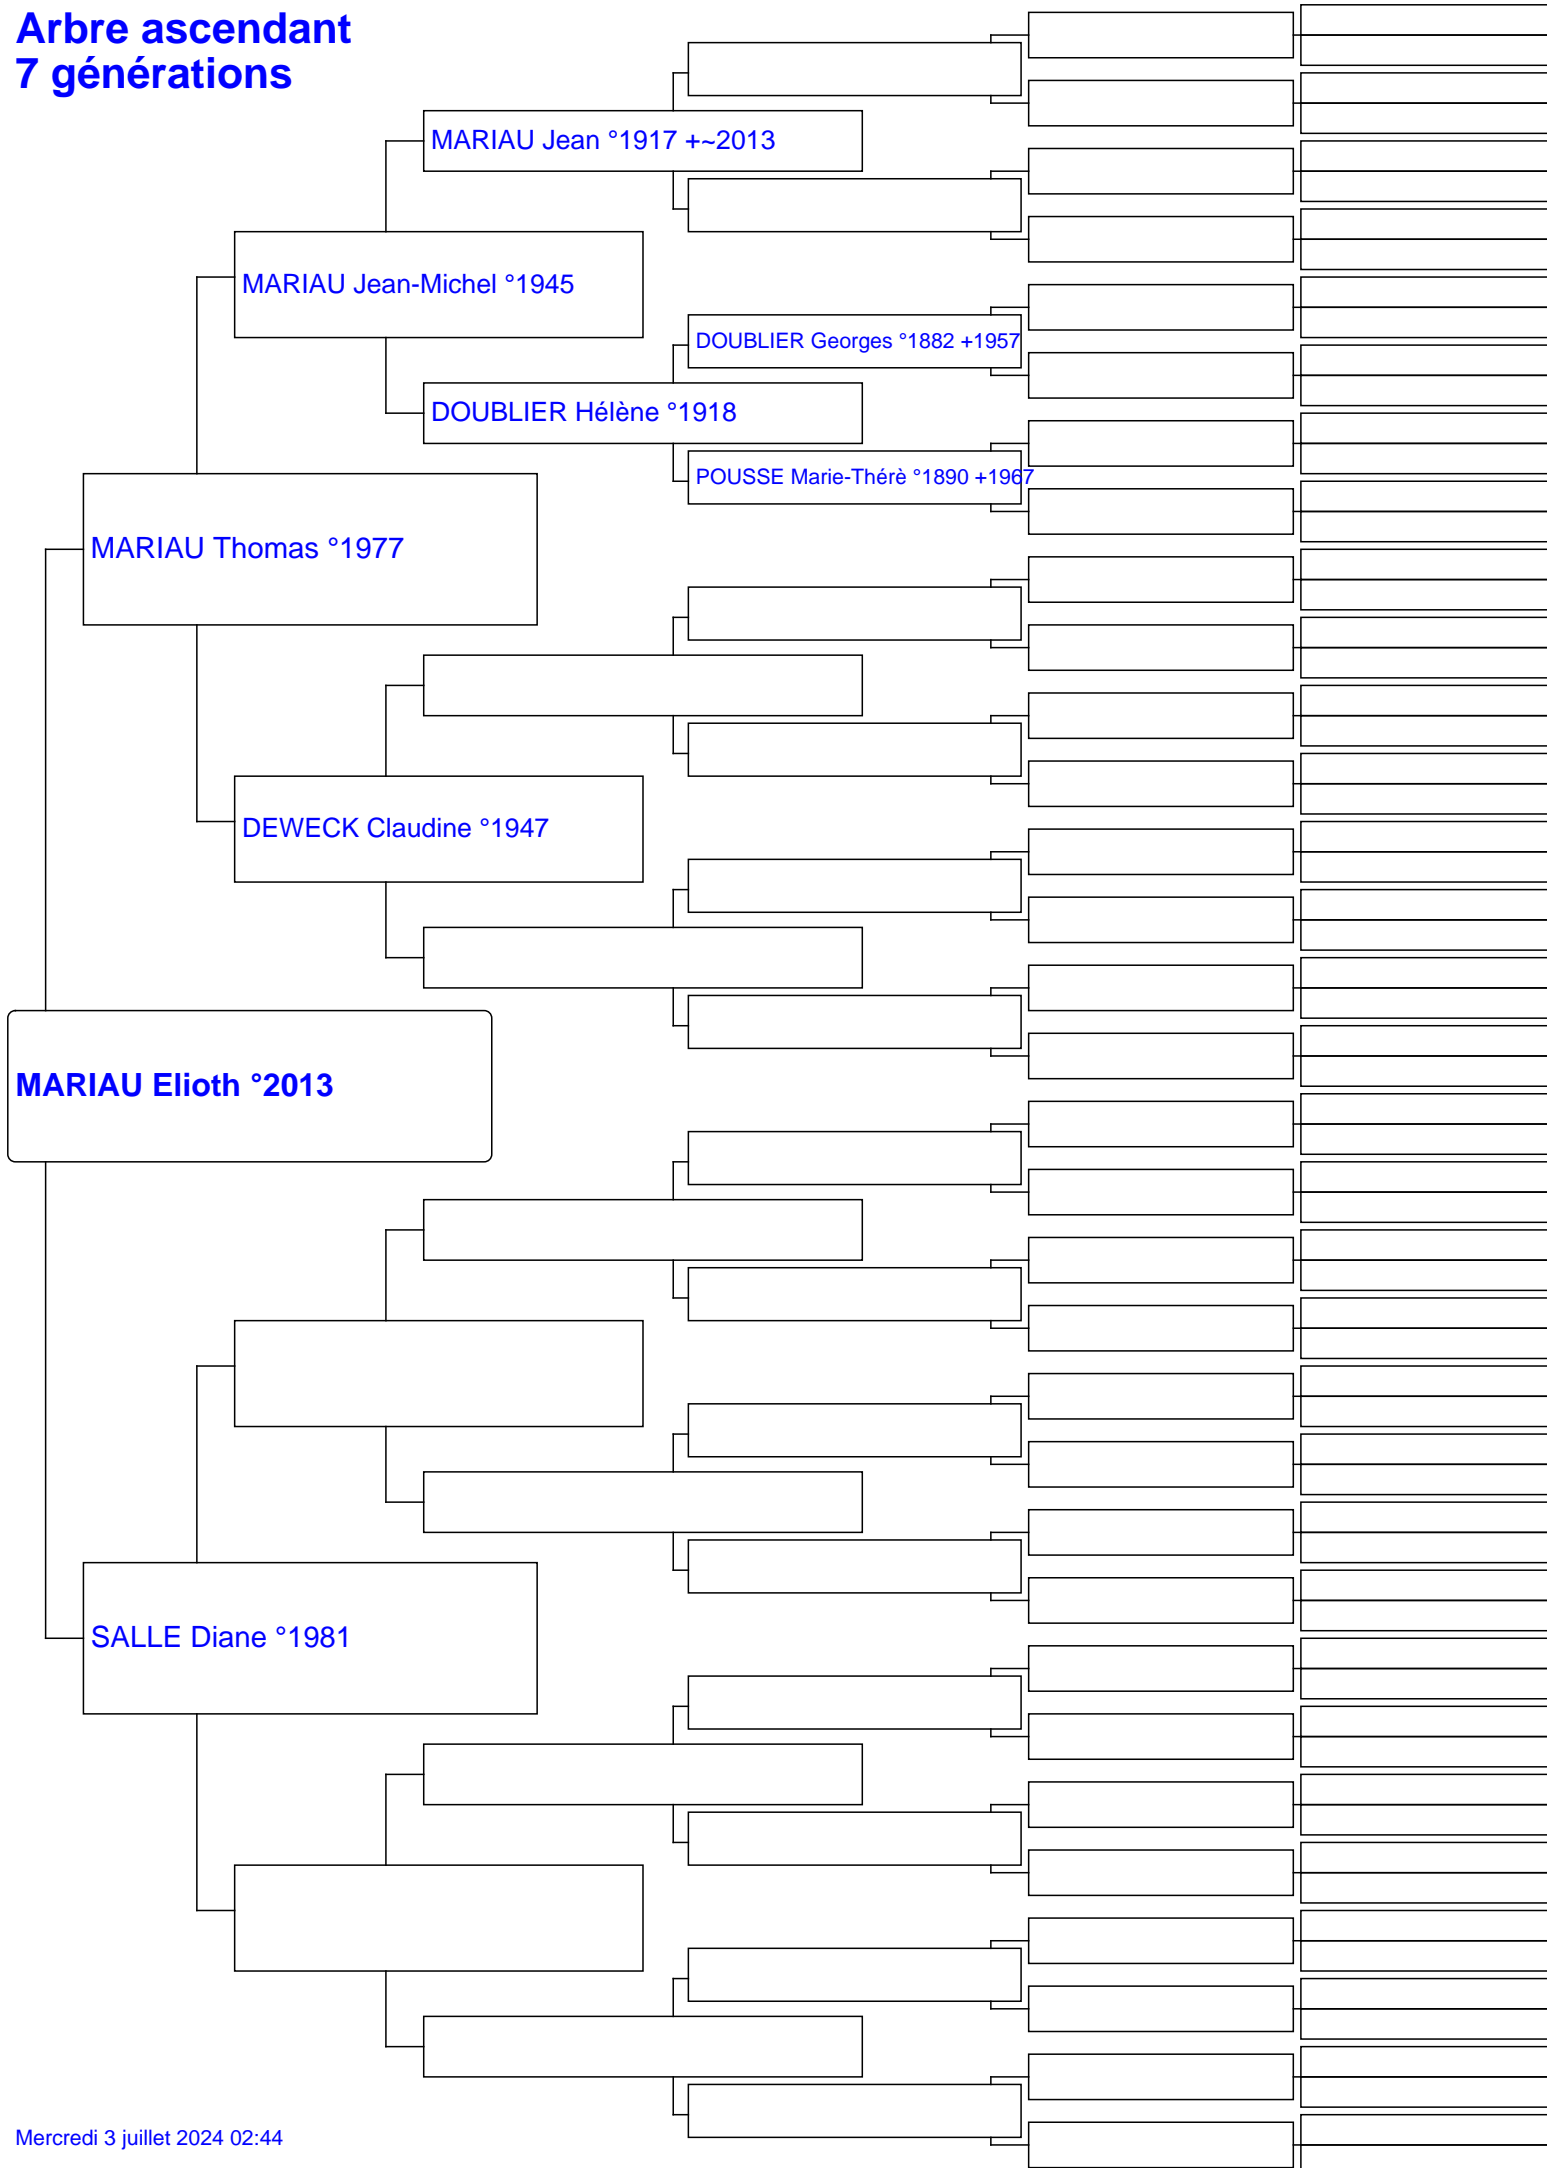 Arbre ascendant
7 générations
MARIAU Jean °1917 +~2013
MARIAU Jean-Michel °1945
DOUBLIER Georges °1882 +1957
DOUBLIER Hélène °1918
POUSSE Marie-Thérè °1890 +1967
MARIAU Thomas °1977
DEWECK Claudine °1947
MARIAU Elioth °2013
SALLE Diane °1981
Mercredi 3 juillet 2024 02:44